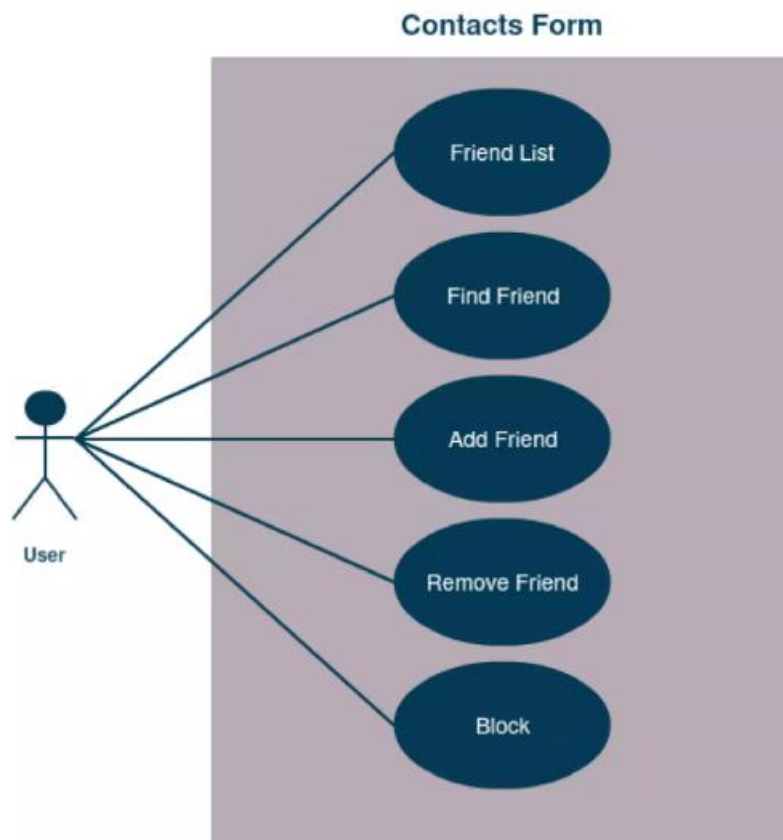 Contacts Form
Friend List
Find Friend
Add Friend
User
Remove Friend
Block